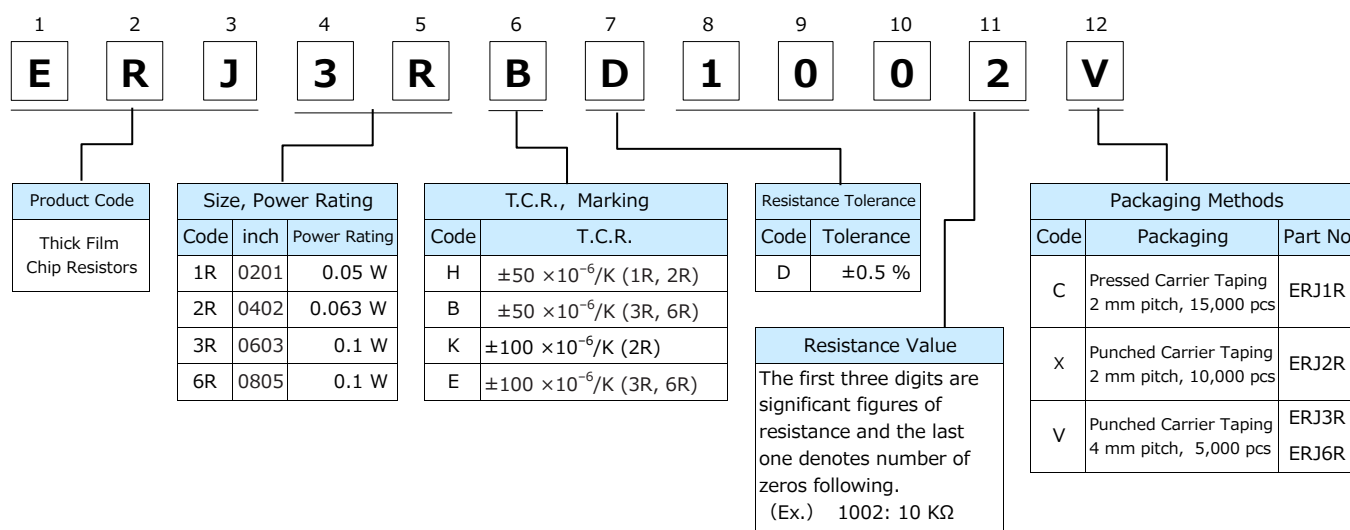 1 2 3 4 5 6 7 8 9 10 11 12
E R J 3 R B D 1 0 0 2 V
Product Code
Thick Film
Chip Resistors
Size, Power Rating
Code inch Power Rating
1R 0201 0.05 W
2R 0402 0.063 W
3R 0603 0.1 W
6R 0805 0.1 W
T.C.R., Marking
Code T.C.R.
H ±50 ×10⁻⁶/K (1R, 2R)
B ±50 ×10⁻⁶/K (3R, 6R)
K ±100 ×10⁻⁶/K (2R)
E ±100 ×10⁻⁶/K (3R, 6R)
Resistance Tolerance
Code Tolerance
D ±0.5 %
Resistance Value
The first three digits are
significant figures of
resistance and the last
one denotes number of
zeros following.
(Ex.) 1002: 10 KΩ
Packaging Methods
Code Packaging Part No
C Pressed Carrier Taping
2 mm pitch, 15,000 pcs ERJ1R
X Punched Carrier Taping
2 mm pitch, 10,000 pcs ERJ2R
V Punched Carrier Taping
4 mm pitch, 5,000 pcs ERJ3R
ERJ6R